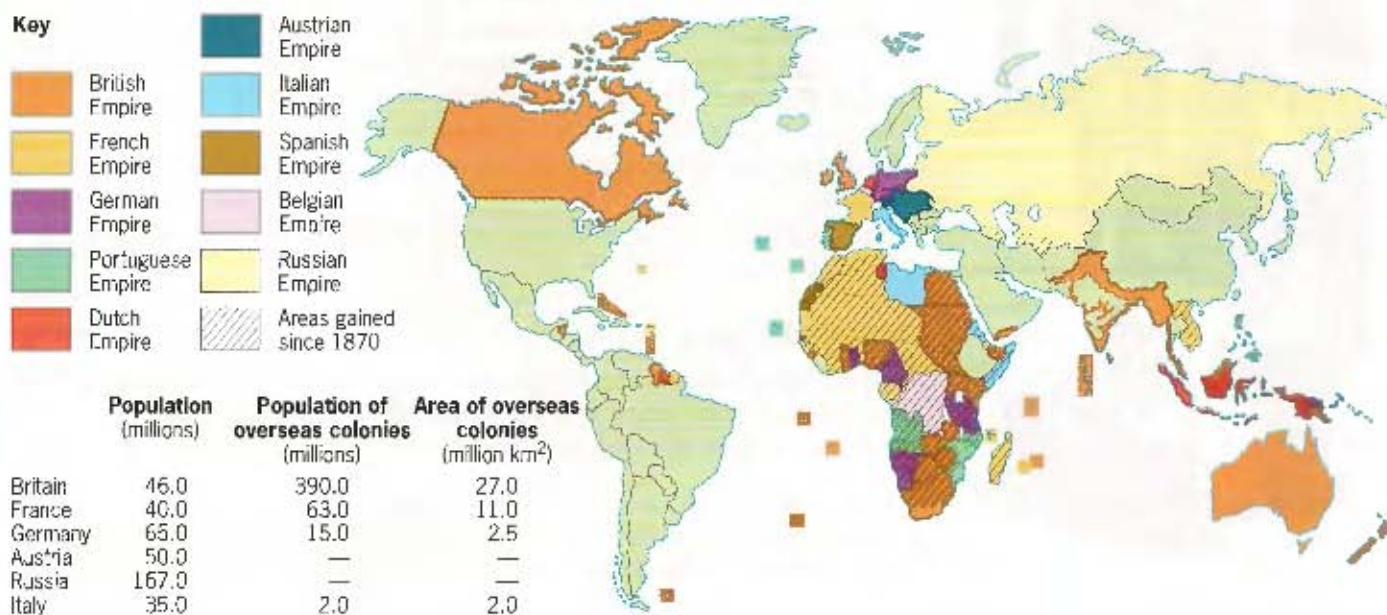 Key
British
Empire
French
Empire
German
Empire
Portuguese
Empire
Dutch
Empire
Austrian
Empire
Italian
Empire
Spanish
Empire
Belgian
Empire
Russian
Empire
Areas gained
since 1870
Population Population of Area of overseas
(millions) overseas colonies colonies
(millions) (million km²)
Britain 46.0 390.0 27.0
France 40.0 63.0 11.0
Germany 65.0 15.0 2.5
Austria 50.0 — —
Russia 167.0 — —
Italy 35.0 2.0 2.0